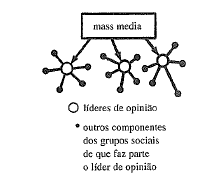 mass media
líderes de opinião
outros componentes
dos grupos sociais
de que faz parte
o líder de opinião